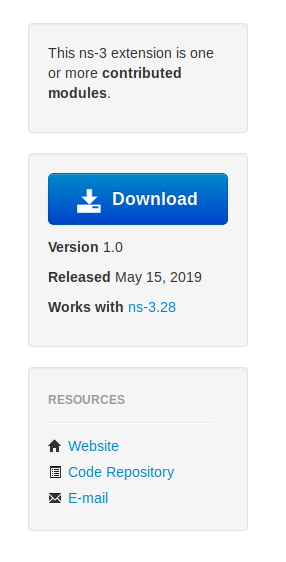 This ns-3 extension is one
or more contributed
modules.
Download
Version 1.0
Released May 15, 2019
Works with ns-3.28
RESOURCES
Website
Code Repository
E-mail